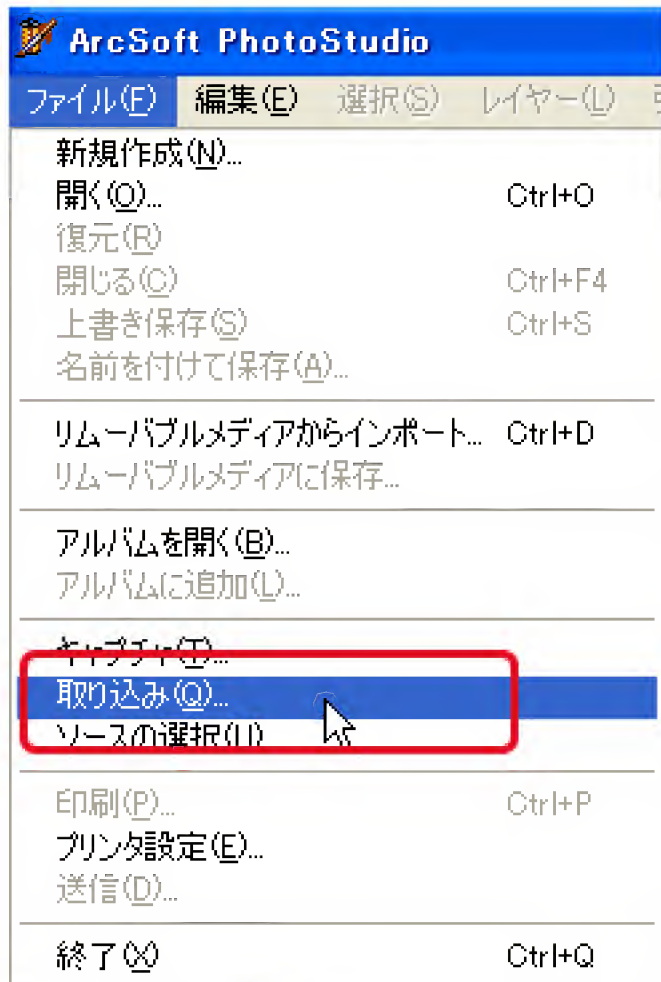 ArcSoft PhotoStudio
ファイル(F) 編集(E) 選択(S) レイヤー(L)
新規作成(N)...
開く(O)... Ctrl+O
復元(R)
閉じる(C) Ctrl+F4
上書き保存(S) Ctrl+S
名前を付けて保存(A)...
リムーバブルメディアからインポート... Ctrl+D
リムーバブルメディアに保存...
アルバムを開く(B)...
アルバムに追加(L)...
キャプチャ(T)...
取り込み(Q)...
ソースの選択(U)
印刷(P)... Ctrl+P
プリンタ設定(E)...
送信(D)...
終了(X) Ctrl+Q